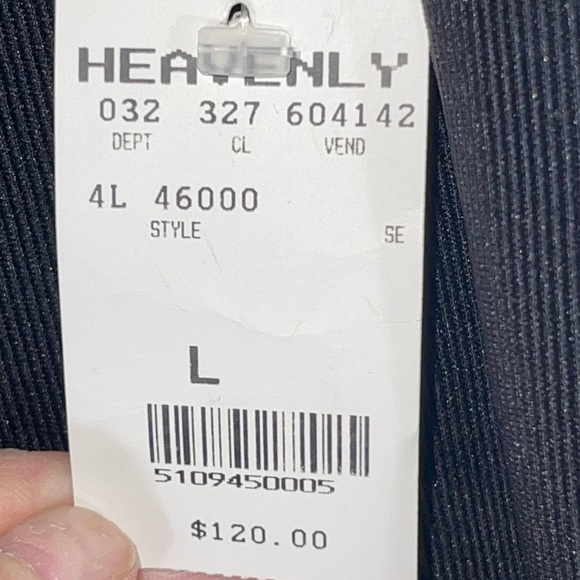 HEAVENLY
032 327 604142
DEPT CL VEND
4L 46000
STYLE SE
L
5109450005
$120.00